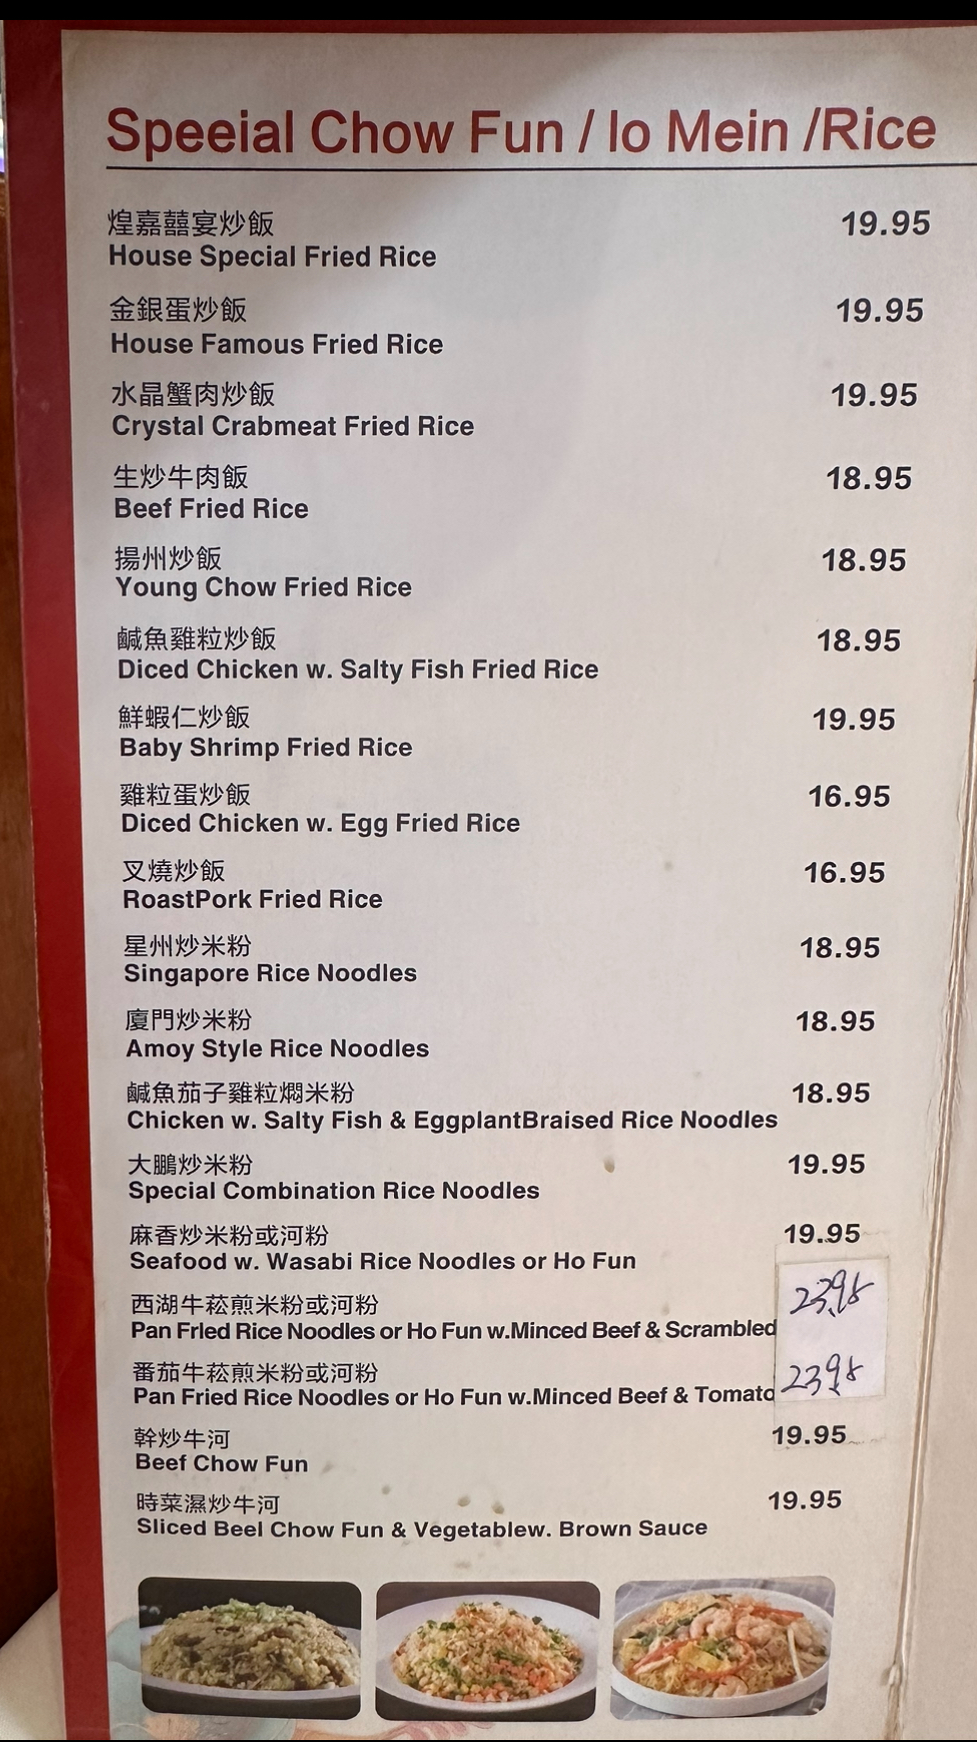 Speeial Chow Fun / lo Mein /Rice
煌嘉囍宴炒飯 19.95
House Special Fried Rice
金銀蛋炒飯 19.95
House Famous Fried Rice
水晶蟹肉炒飯 19.95
Crystal Crabmeat Fried Rice
生炒牛肉飯 18.95
Beef Fried Rice
揚州炒飯 18.95
Young Chow Fried Rice
鹹魚雞粒炒飯 18.95
Diced Chicken w. Salty Fish Fried Rice
鮮蝦仁炒飯 19.95
Baby Shrimp Fried Rice
雞粒蛋炒飯 16.95
Diced Chicken w. Egg Fried Rice
叉燒炒飯 16.95
RoastPork Fried Rice
星州炒米粉 18.95
Singapore Rice Noodles
廈門炒米粉 18.95
Amoy Style Rice Noodles
鹹魚茄子雞粒燜米粉 18.95
Chicken w. Salty Fish & EggplantBraised Rice Noodles
大鵬炒米粉 19.95
Special Combination Rice Noodles
麻香炒米粉或河粉 19.95
Seafood w. Wasabi Rice Noodles or Ho Fun
西湖牛菘煎米粉或河粉 23.95
Pan Frled Rice Noodles or Ho Fun w.Minced Beef & Scrambled
番茄牛菘煎米粉或河粉 23.95
Pan Fried Rice Noodles or Ho Fun w.Minced Beef & Tomato
幹炒牛河 19.95
Beef Chow Fun
時菜濕炒牛河 19.95
Sliced Beel Chow Fun & Vegetablew. Brown Sauce